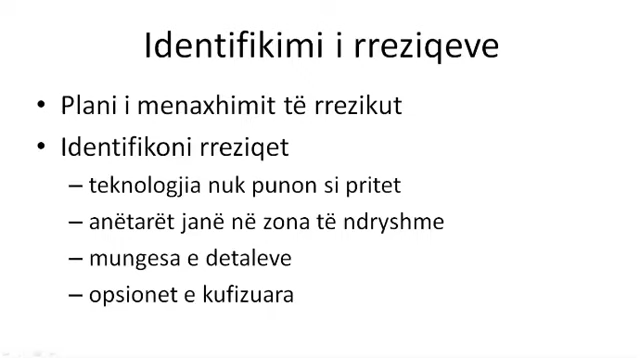 Identifikimi i rreziqeve
• Plani i menaxhimit të rrezikut
• Identifikoni rreziqet
– teknologjia nuk punon si pritet
– anëtarët janë në zona të ndryshme
– mungesa e detaleve
– opsionet e kufizuara